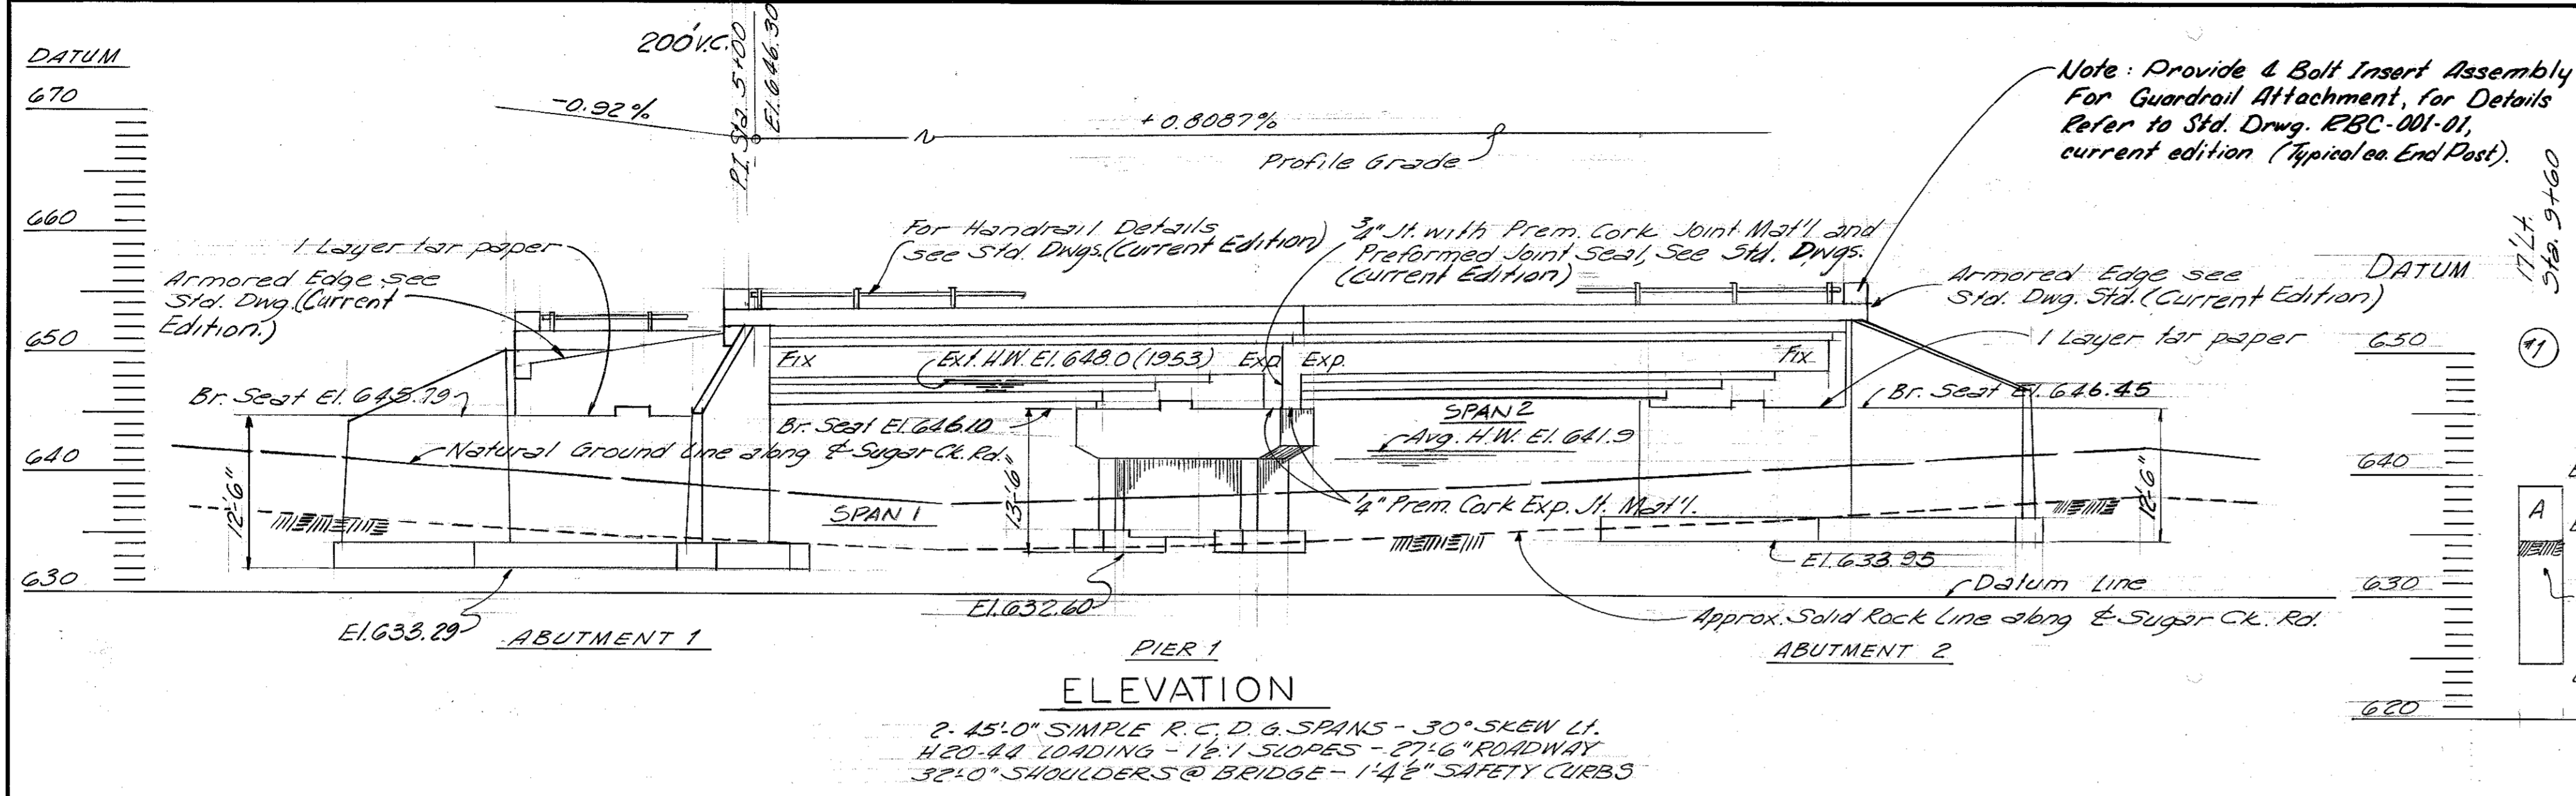 DATUM
670
660
650
640
630
200'V.C.
P.I. Sta. 5+00
El. 646.30
-0.92%
+0.8087%
Profile Grade
Note: Provide 4 Bolt Insert Assembly
For Guardrail Attachment, for Details
Refer to Std. Drwg. RBC-001-01,
current edition (Typical ea. End Post).
17' Lt.
Sta. 9+60
#1
1 Layer tar paper
Armored Edge see
Std. Dwg. (Current
Edition.)
For Handrail Details
see Std. Dwgs. (Current Edition)
3/4" Jt. with Prem. Cork Joint Mat'l and
Preformed Joint Seal, See Std. Dwgs.
(Current Edition)
Armored Edge see
Std. Dwg. Std. (Current Edition)
1 Layer tar paper
DATUM
650
640
630
620
Fix
Ext. H.W. El. 648.0 (1953)
Exp.
Exp.
Fix
Br. Seat El. 645.79
Br. Seat El. 646.10
SPAN 2
Br. Seat El. 646.45
Avg. H.W. El. 641.9
Natural Ground Line along ℄ Sugar Ck. Rd.
12'-6"
SPAN 1
13'-6"
1/4" Prem. Cork Exp. Jt. Mat'l.
12'-6"
A
El. 633.29
El. 632.60
El. 633.95
Datum Line
Approx. Solid Rock Line along ℄ Sugar Ck. Rd.
ABUTMENT 1
PIER 1
ABUTMENT 2
ELEVATION
2-45'-0" SIMPLE R.C.D.G. SPANS - 30° SKEW Lt.
H20-44 LOADING - 1½:1 SLOPES - 27'-6" ROADWAY
32'-0" SHOULDERS @ BRIDGE - 1'-4½" SAFETY CURBS